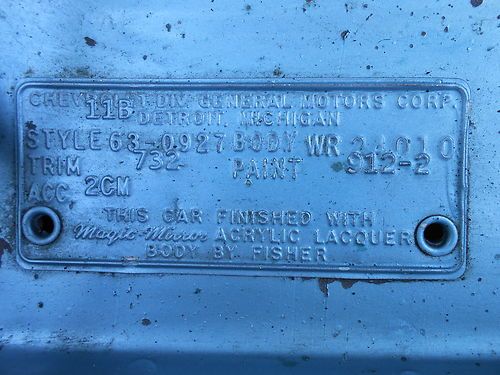 CHEVROLET DIV. GENERAL MOTORS CORP.
11B DETROIT, MICHIGAN
STYLE 63-0927 BODY WR 24010
TRIM 732 PAINT 912-2
ACC. 2CM
THIS CAR FINISHED WITH
Magic-Mirror ACRYLIC LACQUER
BODY BY FISHER